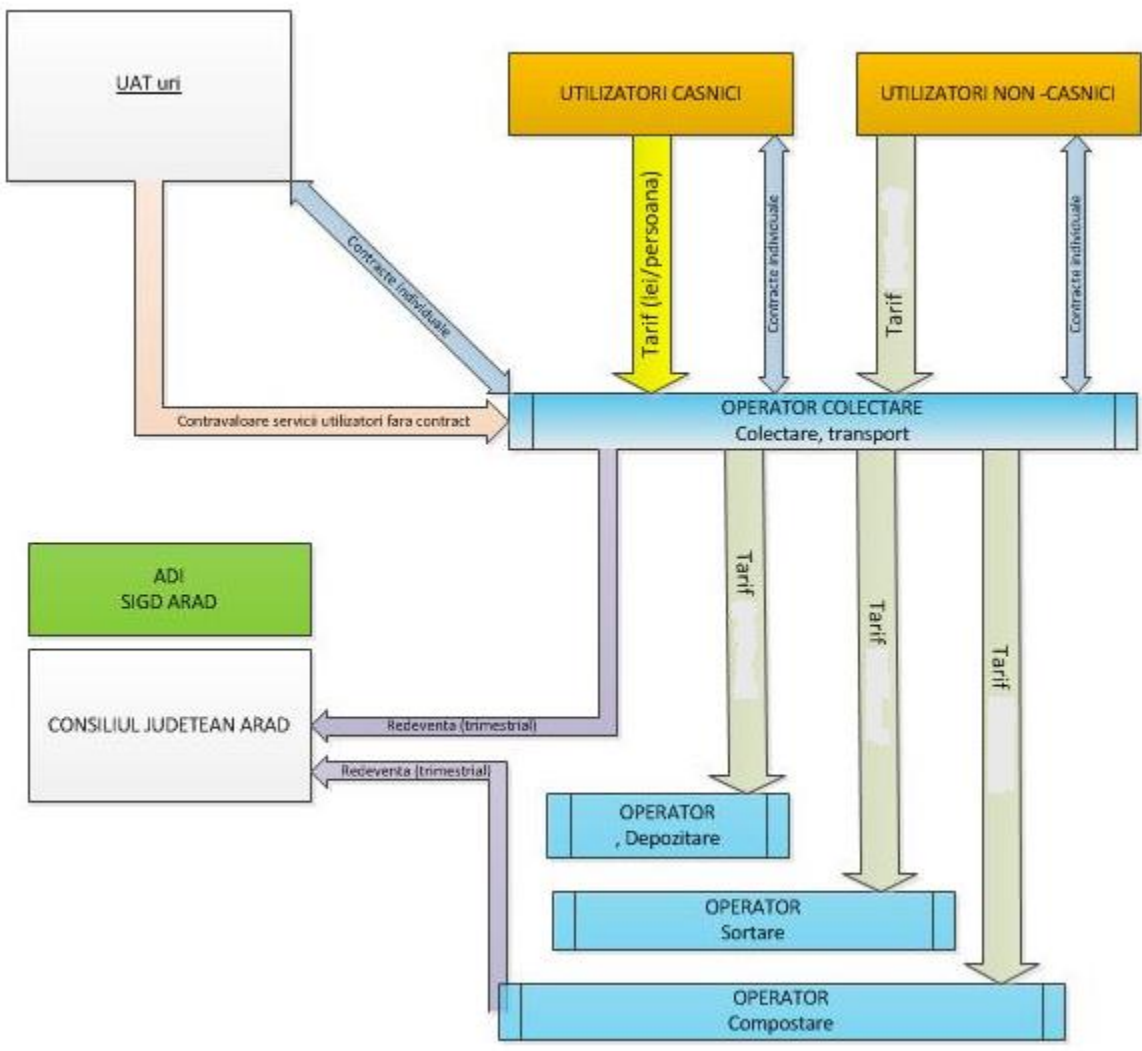 UAT uri
UTILIZATORI CASNICI
UTILIZATORI NON -CASNICI
Contracte individuale
Tarif (lei/persoana)
Contracte individuale
Tarif
Contracte individuale
Contravaloare servicii utilizatori fara contract
OPERATOR COLECTARE
Colectare, transport
ADI
SIGD ARAD
Tarif
Tarif
Tarif
CONSILIUL JUDETEAN ARAD
Redeventa (trimestrial)
Redeventa (trimestrial)
OPERATOR
, Depozitare
OPERATOR
Sortare
OPERATOR
Compostare